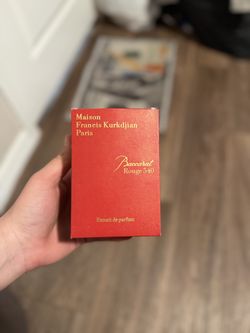 Maison
Francis Kurkdjian
Paris
Baccarat
Rouge 540
Extrait de parfum